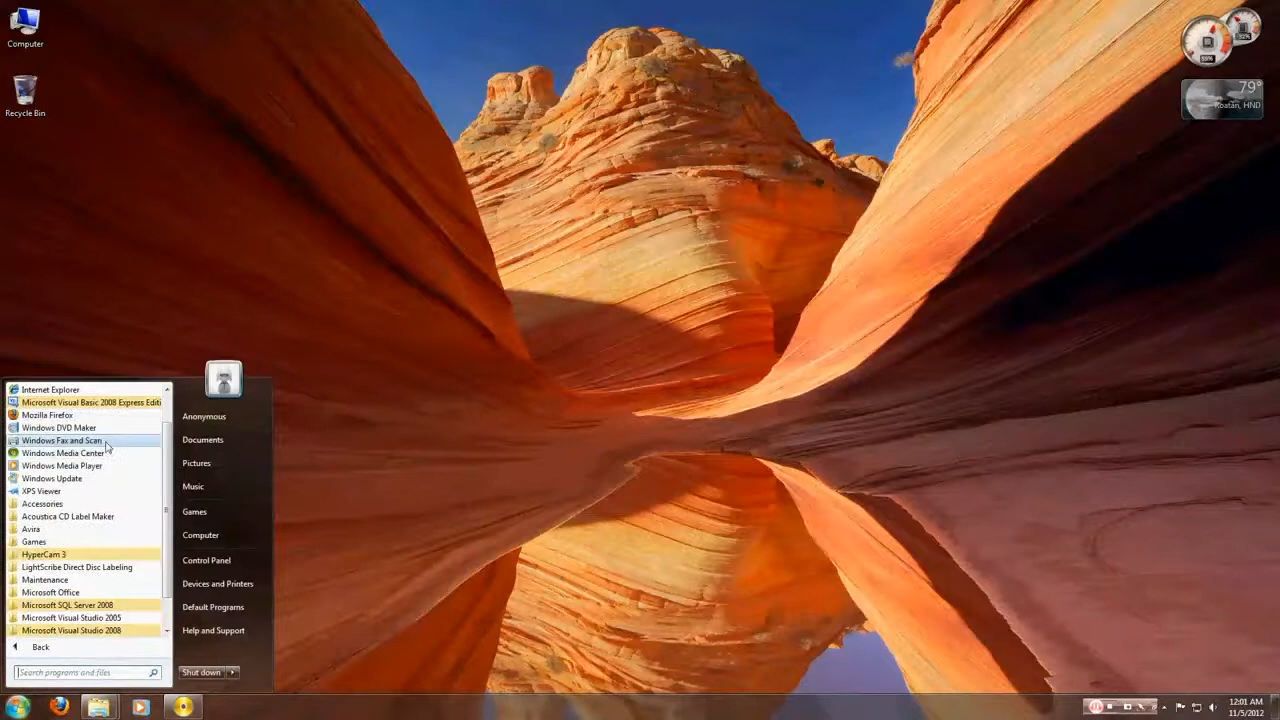 Computer
Recycle Bin
79°
Roatan, HND
Internet Explorer
Microsoft Visual Basic 2008 Express Editi
Mozilla Firefox
Windows DVD Maker
Windows Fax and Scan
Windows Media Center
Windows Media Player
Windows Update
XPS Viewer
Accessories
Acoustica CD Label Maker
Avira
Games
HyperCam 3
LightScribe Direct Disc Labeling
Maintenance
Microsoft Office
Microsoft SQL Server 2008
Microsoft Visual Studio 2005
Microsoft Visual Studio 2008
Back
Search programs and files
Anonymous
Documents
Pictures
Music
Games
Computer
Control Panel
Devices and Printers
Default Programs
Help and Support
Shut down
12:01 AM
11/5/2012